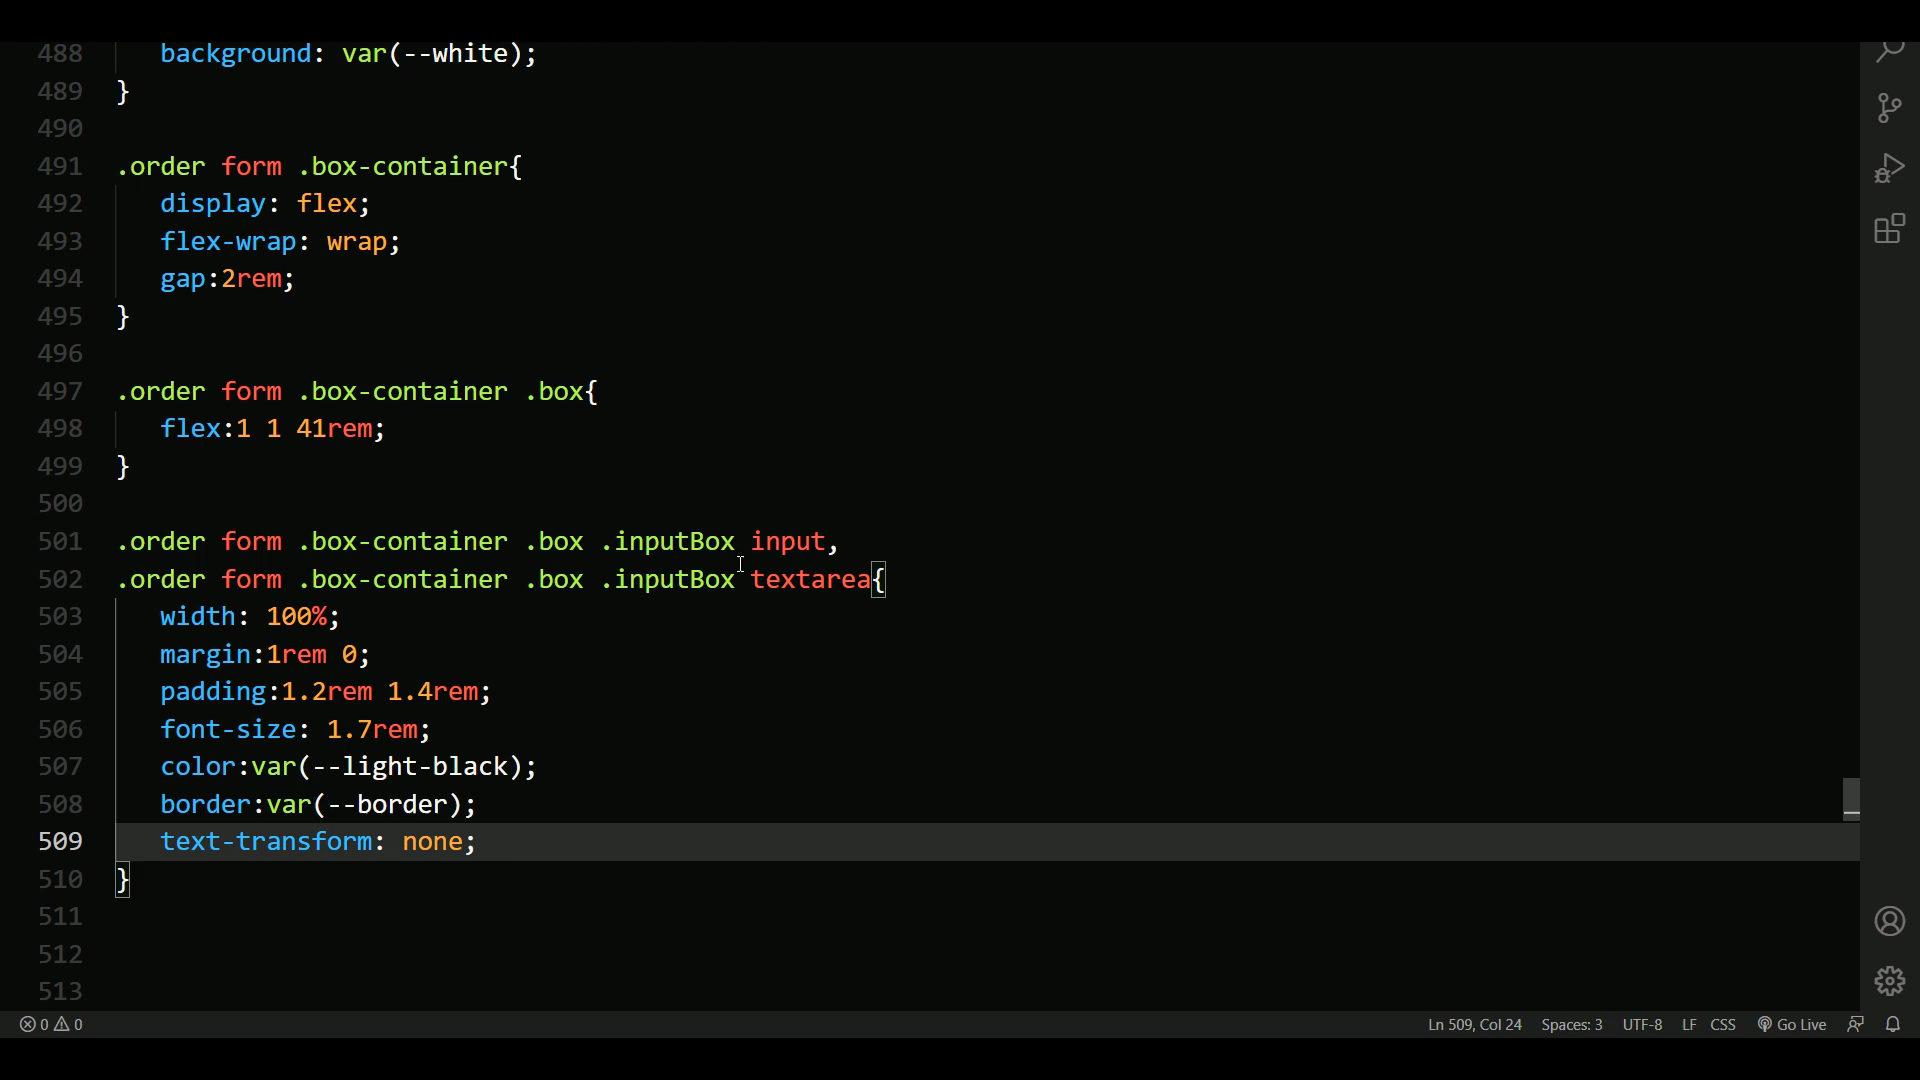 488 background: var(--white);
489 }
490
491 .order form .box-container{
492 display: flex;
493 flex-wrap: wrap;
494 gap:2rem;
495 }
496
497 .order form .box-container .box{
498 flex:1 1 41rem;
499 }
500
501 .order form .box-container .box .inputBox input,
502 .order form .box-container .box .inputBox textarea{
503 width: 100%;
504 margin:1rem 0;
505 padding:1.2rem 1.4rem;
506 font-size: 1.7rem;
507 color:var(--light-black);
508 border:var(--border);
509 text-transform: none;
510 }
511
512
513
0 0 Ln 509, Col 24 Spaces: 3 UTF-8 LF CSS Go Live